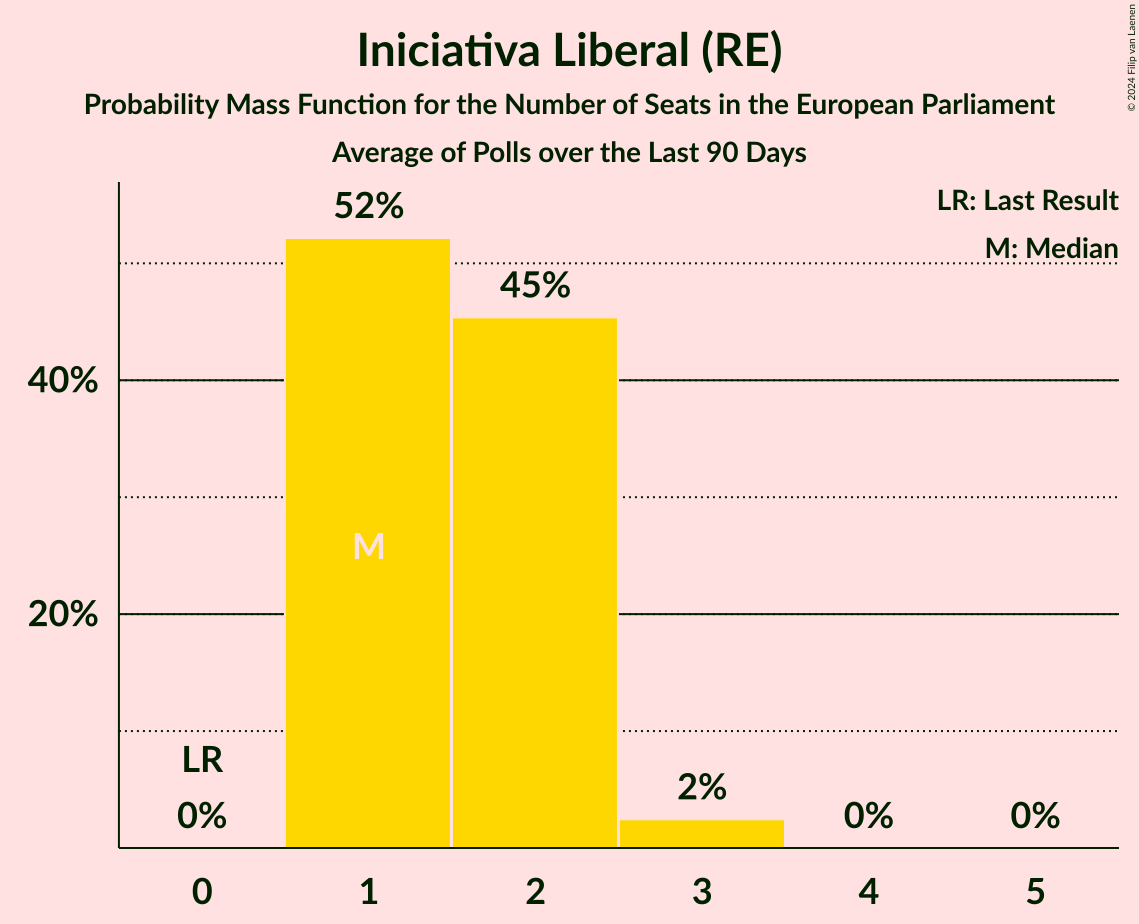 Iniciativa Liberal (RE)
Probability Mass Function for the Number of Seats in the European Parliament
Average of Polls over the Last 90 Days
© 2024 Filip van Laenen
LR: Last Result
M: Median
52%
45%
40%
M
20%
LR
0%
2%
0%
0%
0 1 2 3 4 5